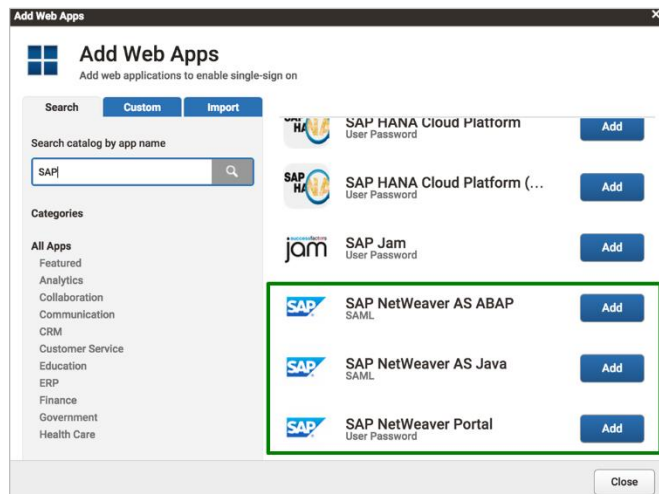 Add Web Apps
×
Add Web Apps
Add web applications to enable single-sign on
Search
Custom
Import
Search catalog by app name
SAP
Categories
All Apps
Featured
Analytics
Collaboration
Communication
CRM
Customer Service
Education
ERP
Finance
Government
Health Care
SAP HANA Cloud Platform
User Password
Add
SAP
HA
SAP HANA Cloud Platform (...
User Password
Add
successfactors
jam
SAP Jam
User Password
Add
SAP
SAP NetWeaver AS ABAP
SAML
Add
SAP
SAP NetWeaver AS Java
SAML
Add
SAP
SAP NetWeaver Portal
User Password
Add
Close